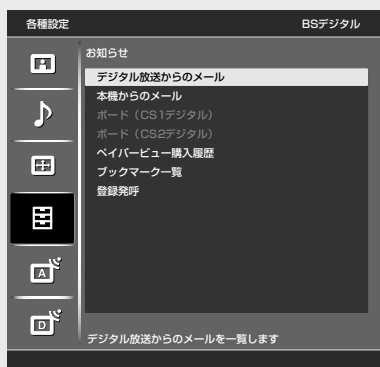 各種設定 BSデジタル
お知らせ
デジタル放送からのメール
本機からのメール
ボード（CS1デジタル）
ボード（CS2デジタル）
ペイパービュー購入履歴
ブックマーク一覧
登録発呼
A
D
デジタル放送からのメールを一覧します